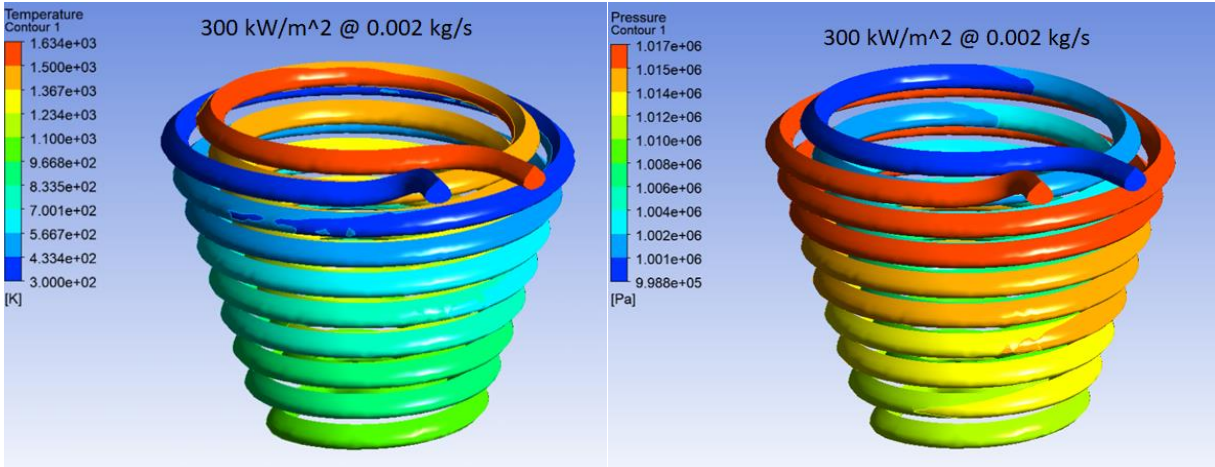 Temperature
Contour 1
300 kW/m^2 @ 0.002 kg/s
1.634e+03
1.500e+03
1.367e+03
1.234e+03
1.100e+03
9.668e+02
8.335e+02
7.001e+02
5.667e+02
4.334e+02
3.000e+02
[K]
Pressure
Contour 1
300 kW/m^2 @ 0.002 kg/s
1.017e+06
1.015e+06
1.014e+06
1.012e+06
1.010e+06
1.008e+06
1.006e+06
1.004e+06
1.002e+06
1.001e+06
9.988e+05
[Pa]